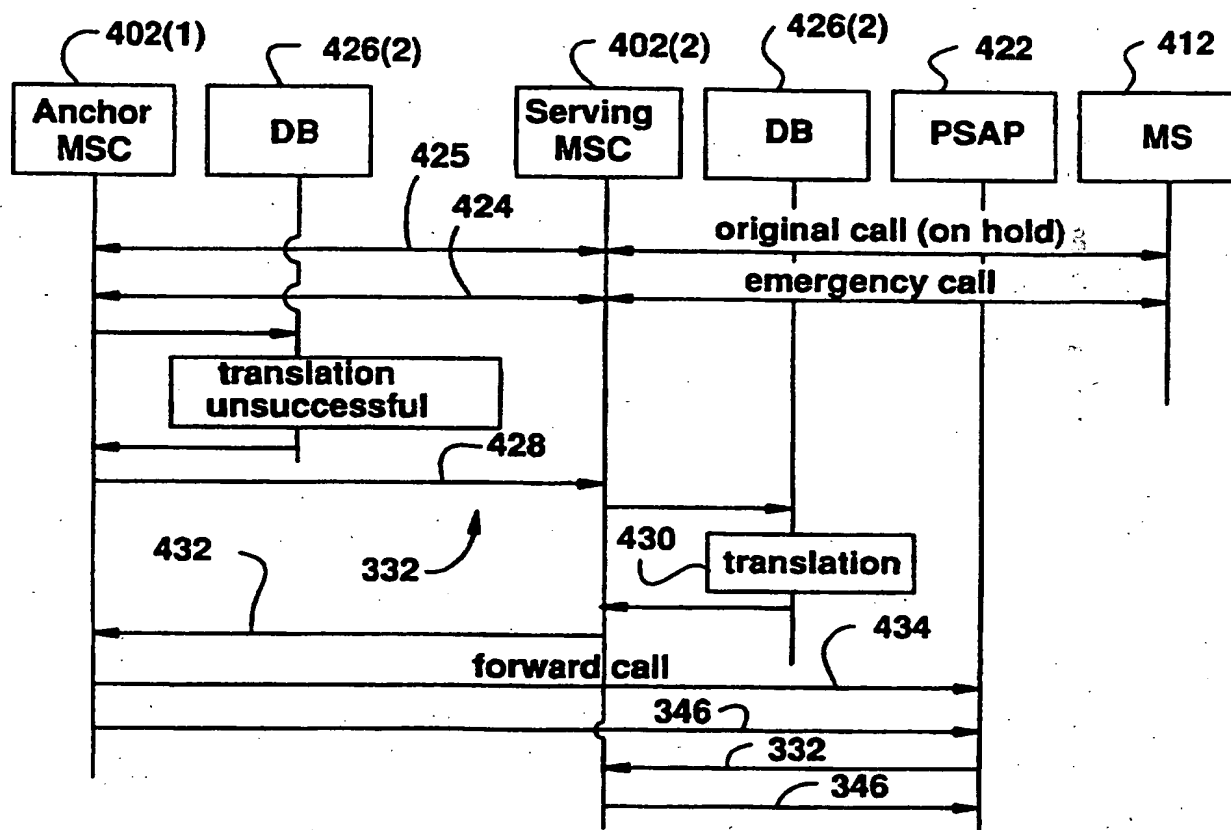 402(1)
426(2)
402(2)
426(2)
422
412
Anchor
MSC
DB
Serving
MSC
DB
PSAP
MS
425
424
original call (on hold)
emergency call
translation
unsuccessful
428
432
332
430
translation
434
forward call
346
332
346